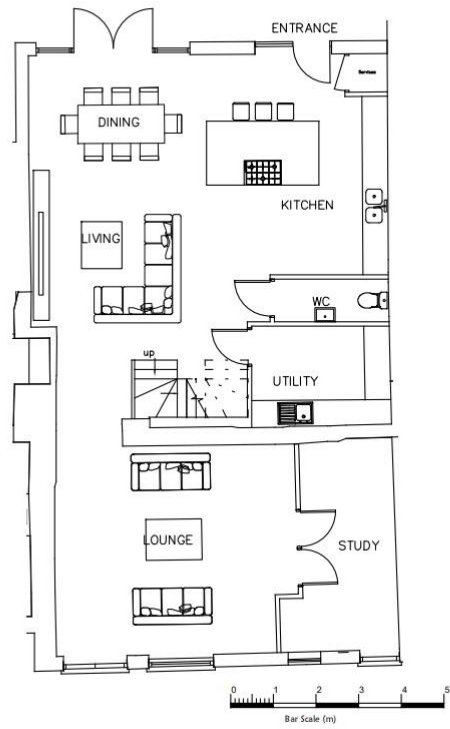 ENTRANCE
Services
DINING
KITCHEN
LIVING
WC
up
UTILITY
LOUNGE
STUDY
0 1 2 3 4 5
Bar Scale (m)